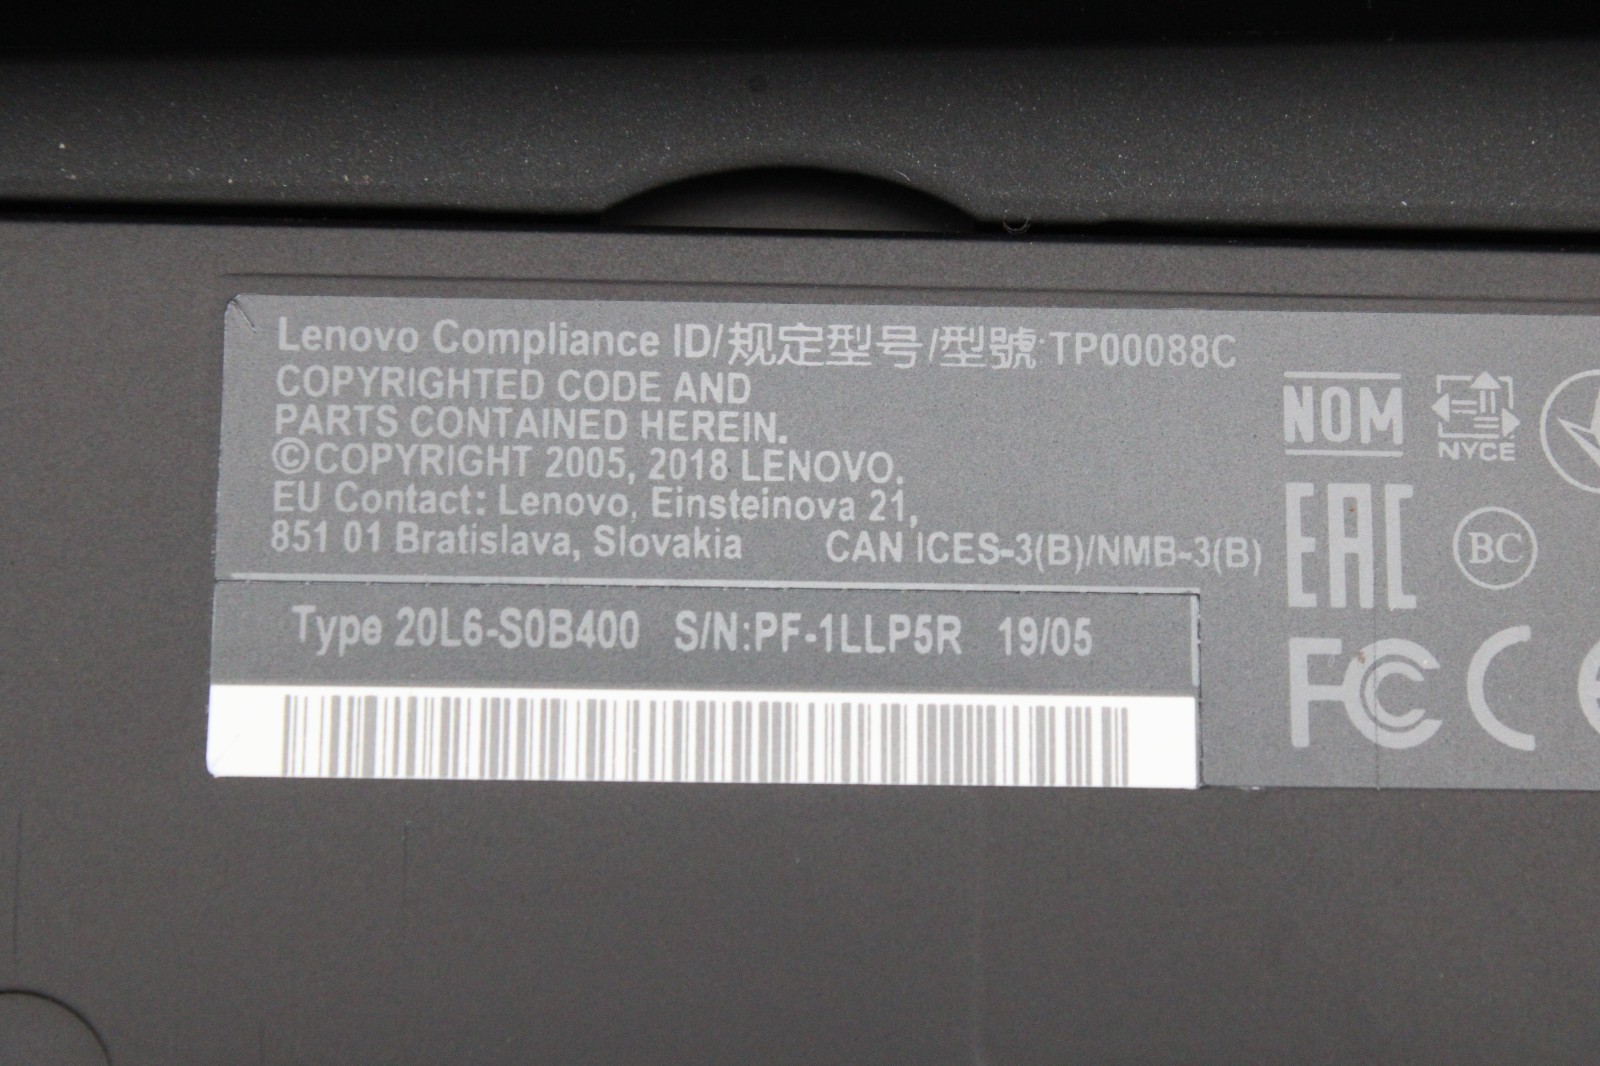 Lenovo Compliance ID/规定型号/型號 TP00088C
COPYRIGHTED CODE AND
PARTS CONTAINED HEREIN.
©COPYRIGHT 2005, 2018 LENOVO.
EU Contact: Lenovo, Einsteinova 21,
851 01 Bratislava, Slovakia CAN ICES-3(B)/NMB-3(B)
Type 20L6-S0B400 S/N:PF-1LLP5R 19/05
NOM
NYCE
EAC
BC
FC
CE